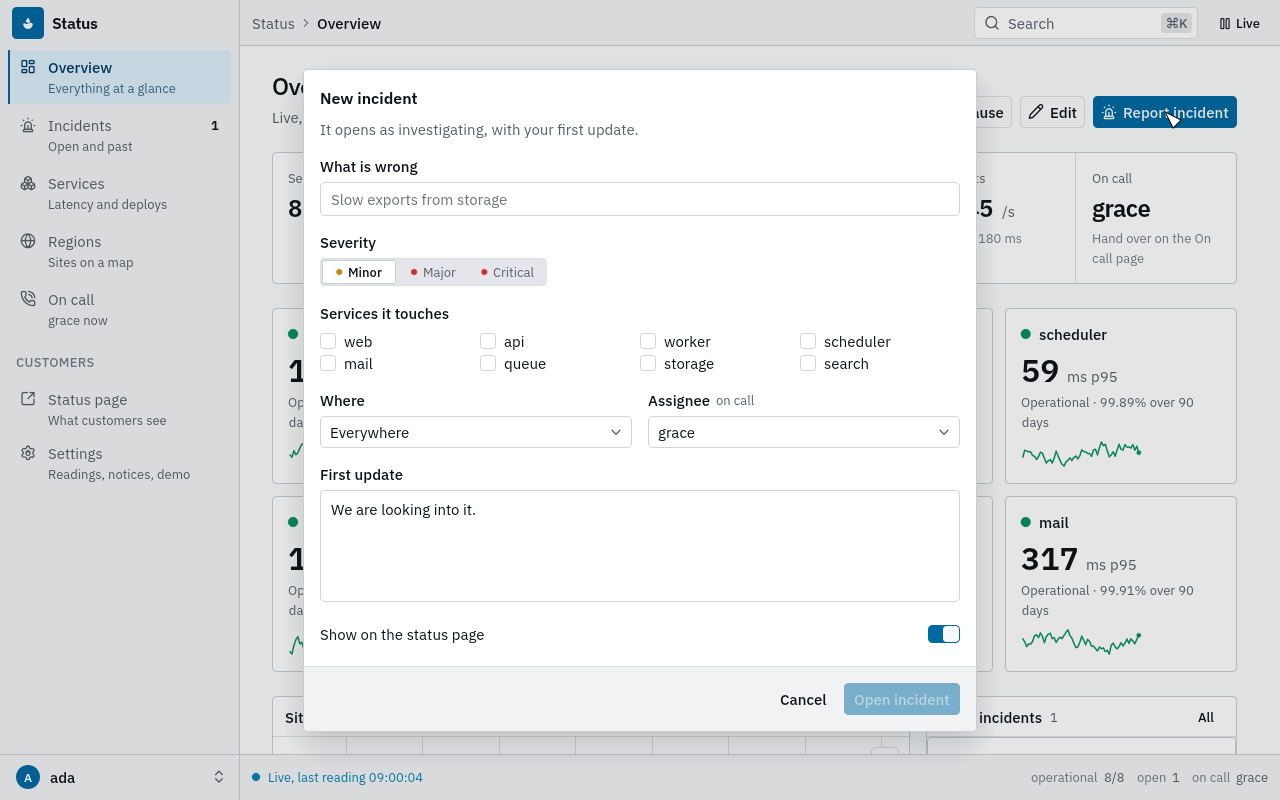 Status
Status > Overview
Search ⌘K
Live
Overview
Everything at a glance
Incidents 1
Open and past
Services
Latency and deploys
Regions
Sites on a map
On call
grace now
CUSTOMERS
Status page
What customers see
Settings
Readings, notices, demo
A ada
Edit
Report incident
Live,
On call
grace
/s
180 ms
Hand over on the On
call page
New incident
It opens as investigating, with your first update.
What is wrong
Slow exports from storage
Severity
Minor Major Critical
Services it touches
web api worker scheduler
mail queue storage search
Where
Everywhere
Assignee on call
grace
First update
We are looking into it.
Show on the status page
Cancel Open incident
scheduler
59 ms p95
Operational · 99.89% over 90
days
mail
317 ms p95
Operational · 99.91% over 90
days
incidents 1 All
Live, last reading 09:00:04
operational 8/8 open 1 on call grace